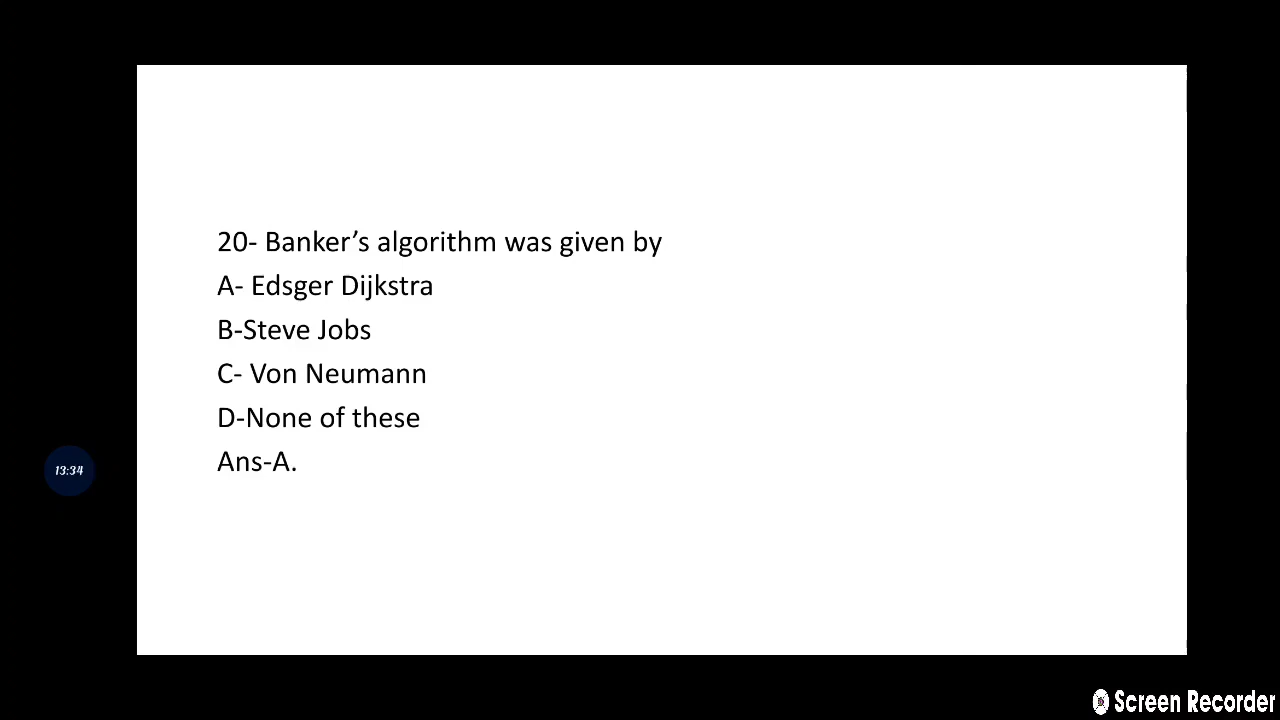 20- Banker’s algorithm was given by
A- Edsger Dijkstra
B-Steve Jobs
C- Von Neumann
D-None of these
Ans-A.
13:34
Screen Recorder